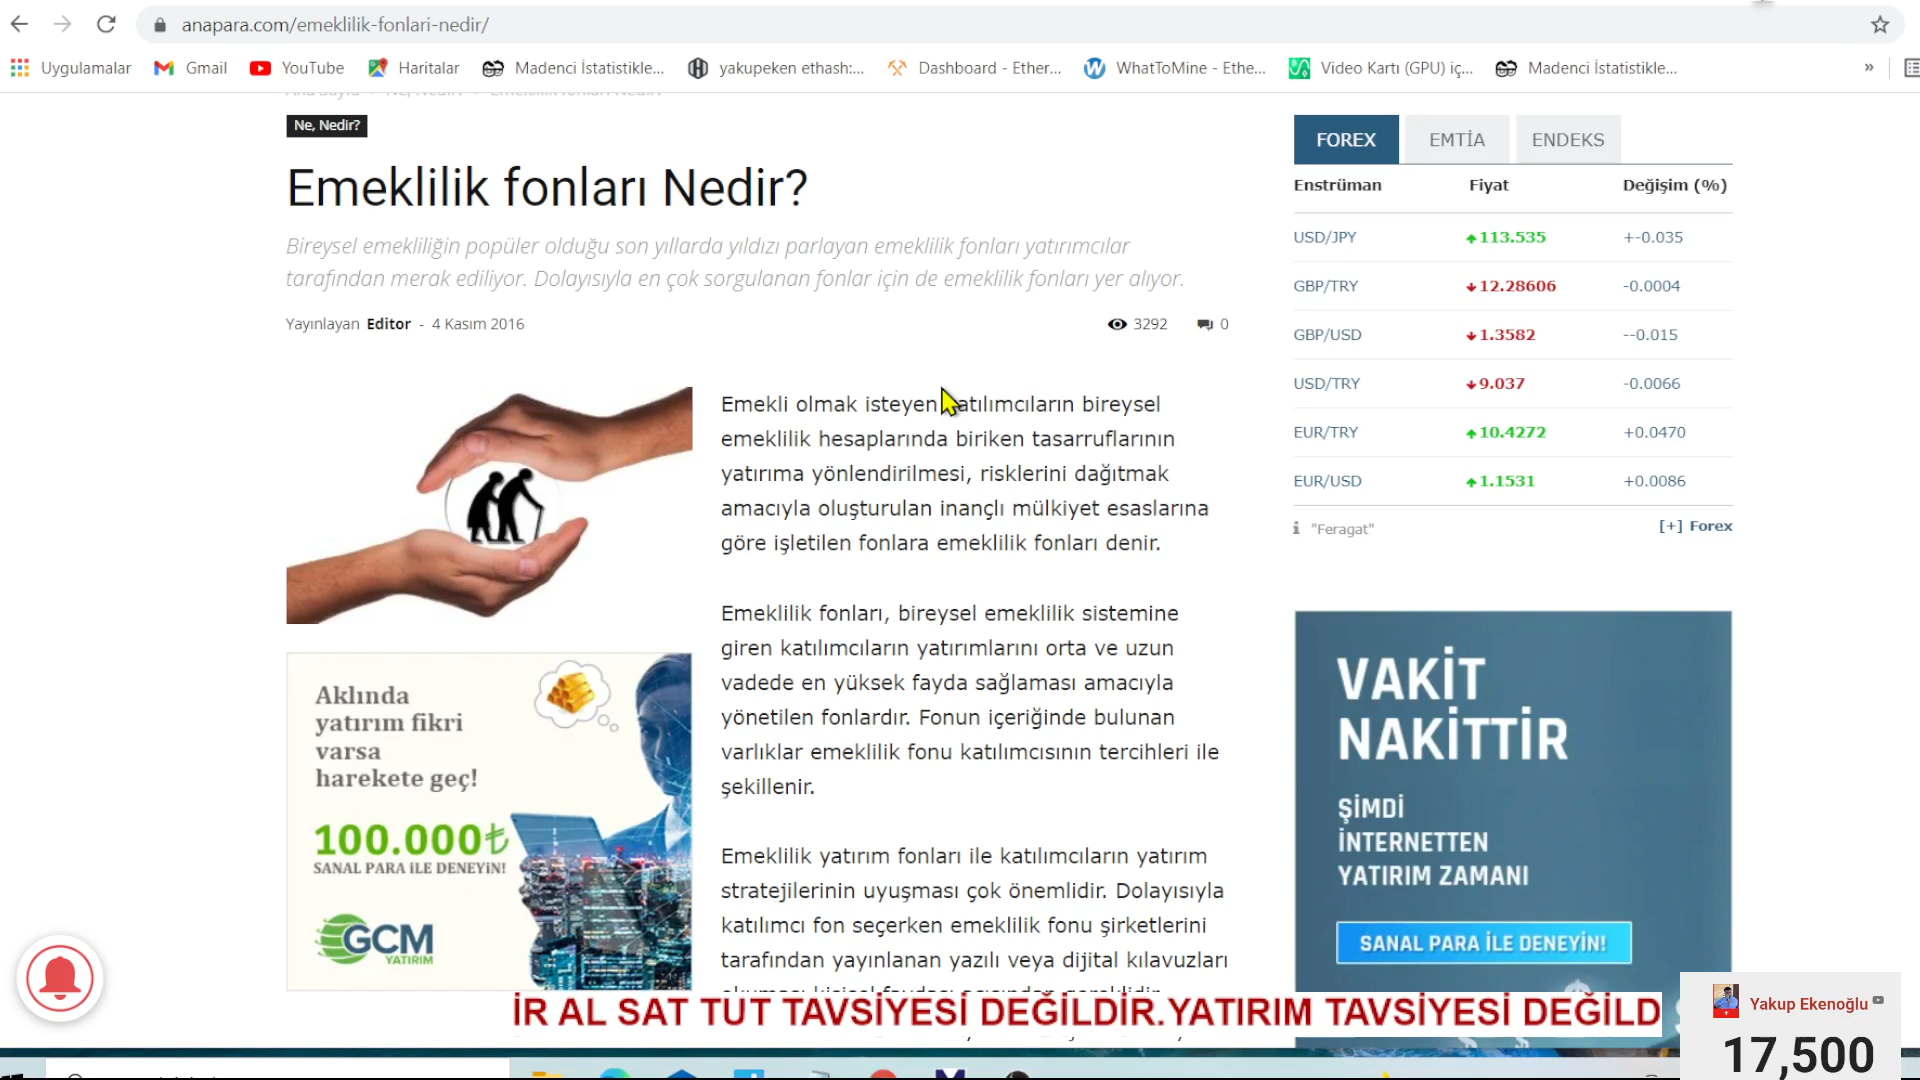 anapara.com/emeklilik-fonlari-nedir/
Uygulamalar
Gmail
YouTube
Haritalar
Madenci İstatistikle...
yakupeken ethash:...
Dashboard - Ether...
WhatToMine - Ethe...
Video Kartı (GPU) iç...
Madenci İstatistikle...
»
Ne, Nedir?
Emeklilik fonları Nedir?
Bireysel emekliliğin popüler olduğu son yıllarda yıldızı parlayan emeklilik fonları yatırımcılar
tarafından merak ediliyor. Dolayısıyla en çok sorgulanan fonlar için de emeklilik fonları yer alıyor.
Yayınlayan Editor - 4 Kasım 2016
3292
0
Emekli olmak isteyen katılımcıların bireysel
emeklilik hesaplarında biriken tasarruflarının
yatırıma yönlendirilmesi, risklerini dağıtmak
amacıyla oluşturulan inançlı mülkiyet esaslarına
göre işletilen fonlara emeklilik fonları denir.
Emeklilik fonları, bireysel emeklilik sistemine
giren katılımcıların yatırımlarını orta ve uzun
vadede en yüksek fayda sağlaması amacıyla
yönetilen fonlardır. Fonun içeriğinde bulunan
varlıklar emeklilik fonu katılımcısının tercihleri ile
şekillenir.
Emeklilik yatırım fonları ile katılımcıların yatırım
stratejilerinin uyuşması çok önemlidir. Dolayısıyla
katılımcı fon seçerken emeklilik fonu şirketlerini
tarafından yayınlanan yazılı veya dijital kılavuzları
Aklında
yatırım fikri
varsa
harekete geç!
100.000₺
SANAL PARA İLE DENEYİN!
GCM
YATIRIM
FOREX
EMTİA
ENDEKS
Enstrüman Fiyat Değişim (%)
USD/JPY 113.535 +-0.035
GBP/TRY 12.28606 -0.0004
GBP/USD 1.3582 --0.015
USD/TRY 9.037 -0.0066
EUR/TRY 10.4272 +0.0470
EUR/USD 1.1531 +0.0086
"Feragat"
[+] Forex
VAKİT
NAKİTTİR
ŞİMDİ
İNTERNETTEN
YATIRIM ZAMANI
SANAL PARA İLE DENEYİN!
İR AL SAT TUT TAVSİYESİ DEĞİLDİR.YATIRIM TAVSİYESİ DEĞİLD
Yakup Ekenoğlu
17,500